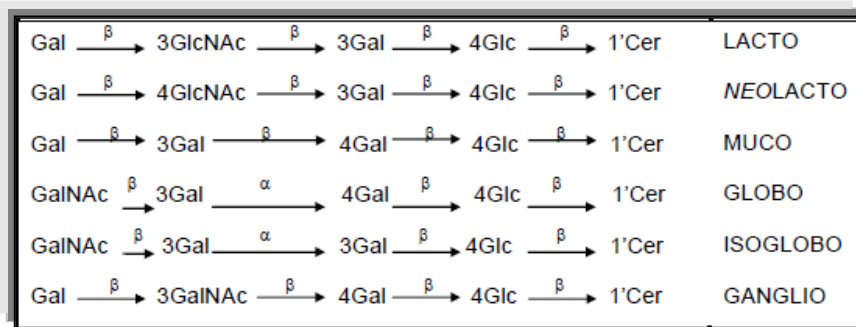 Gal β 3GlcNAc β 3Gal β 4Glc β 1'Cer LACTO
Gal β 4GlcNAc β 3Gal β 4Glc β 1'Cer NEOLACTO
Gal β 3Gal β 4Gal β 4Glc β 1'Cer MUCO
GalNAc β 3Gal α 4Gal β 4Glc β 1'Cer GLOBO
GalNAc β 3Gal α 3Gal β 4Glc β 1'Cer ISOGLOBO
Gal β 3GalNAc β 4Gal β 4Glc β 1'Cer GANGLIO